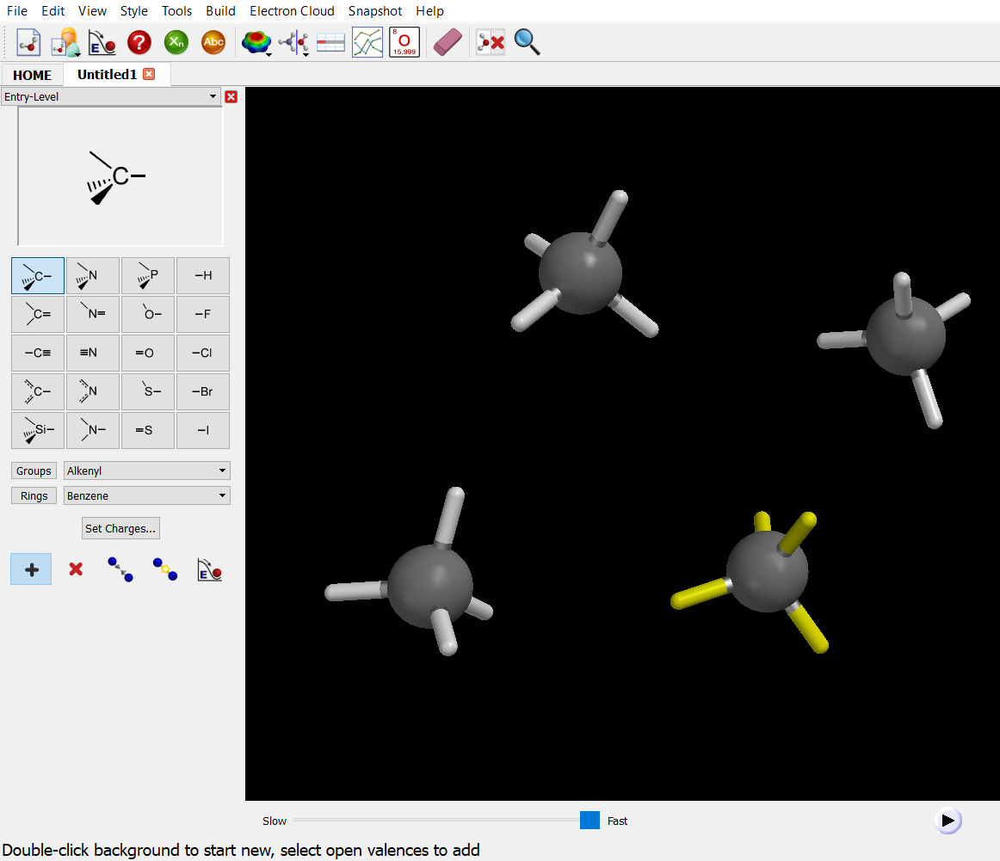 File Edit View Style Tools Build Electron Cloud Snapshot Help
E ? Xn Abc 8 O 15.999
HOME Untitled1
Entry-Level
C
C N P -H
C= N= O- -F
-C≡ ≡N =O -Cl
C- N S- -Br
Si- N- =S -I
Groups Alkenyl
Rings Benzene
Set Charges...
+ E
Slow Fast
Double-click background to start new, select open valences to add